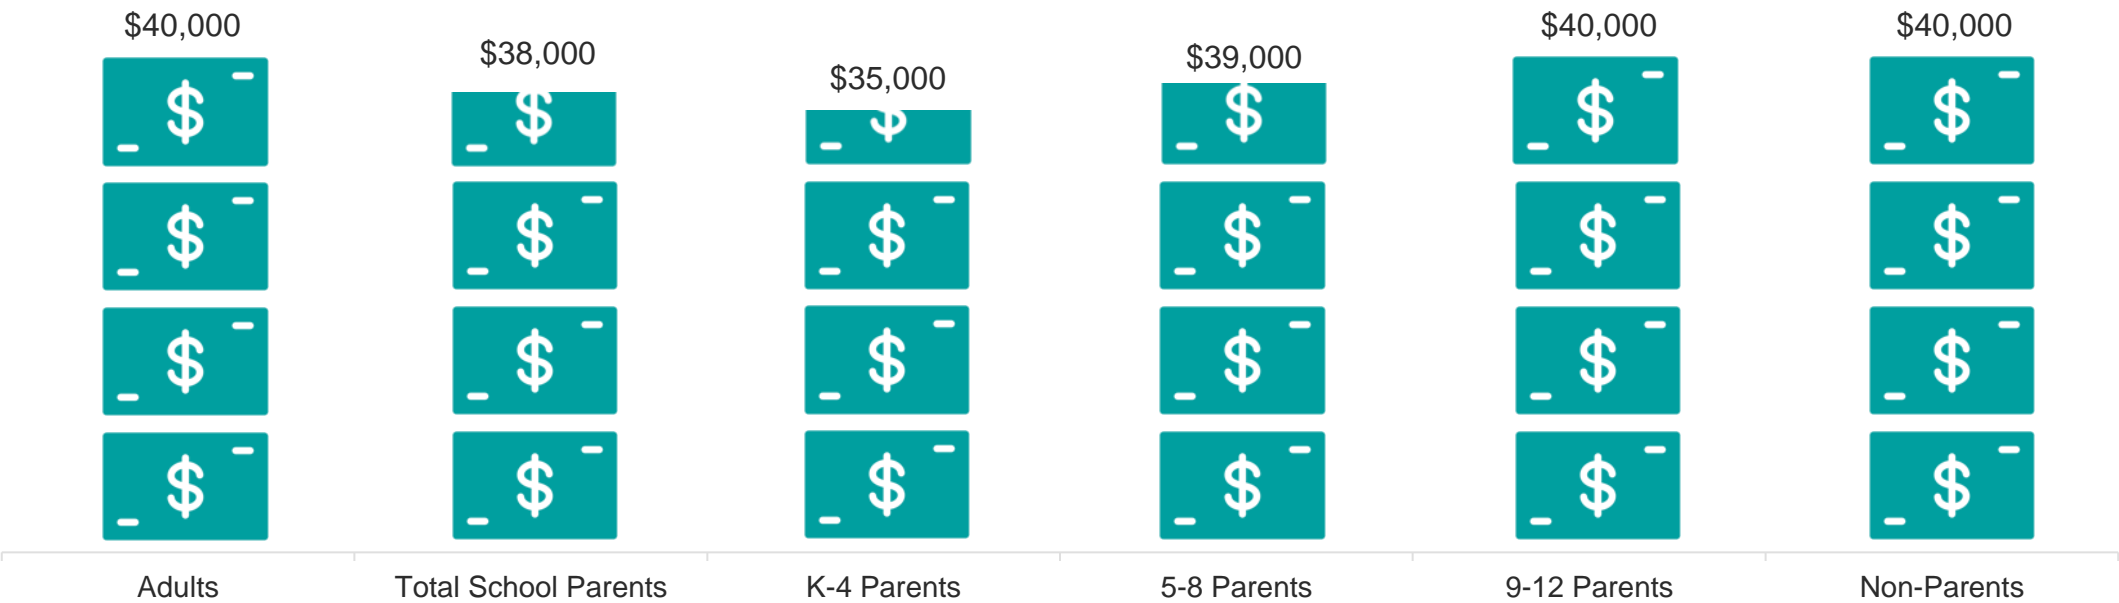 $40,000
$38,000
$35,000
$39,000
$40,000
$40,000
$ $ $ $ $ $
$ $ $ $ $ $
$ $ $ $ $ $
$ $ $ $ $ $
Adults
Total School Parents
K-4 Parents
5-8 Parents
9-12 Parents
Non-Parents